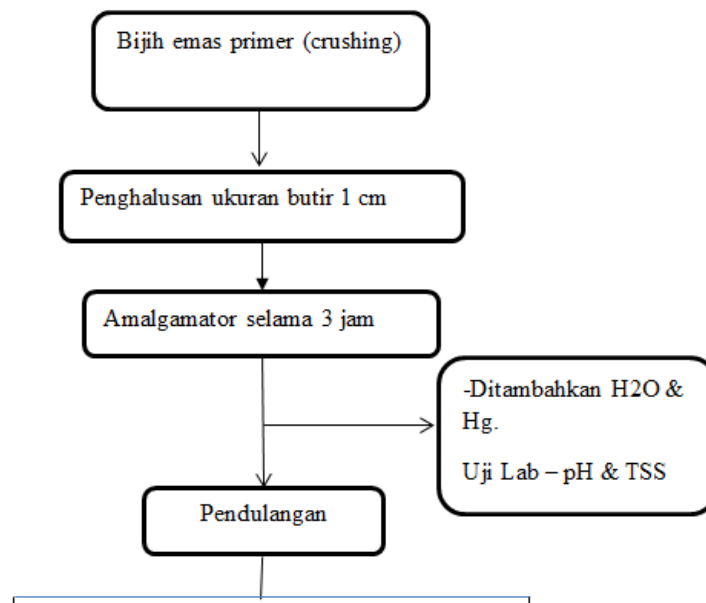 Bijih emas primer (crushing)
Penghalusan ukuran butir 1 cm
Amalgamator selama 3 jam
-Ditambahkan H2O &
Hg.
Uji Lab – pH & TSS
Pendulangan